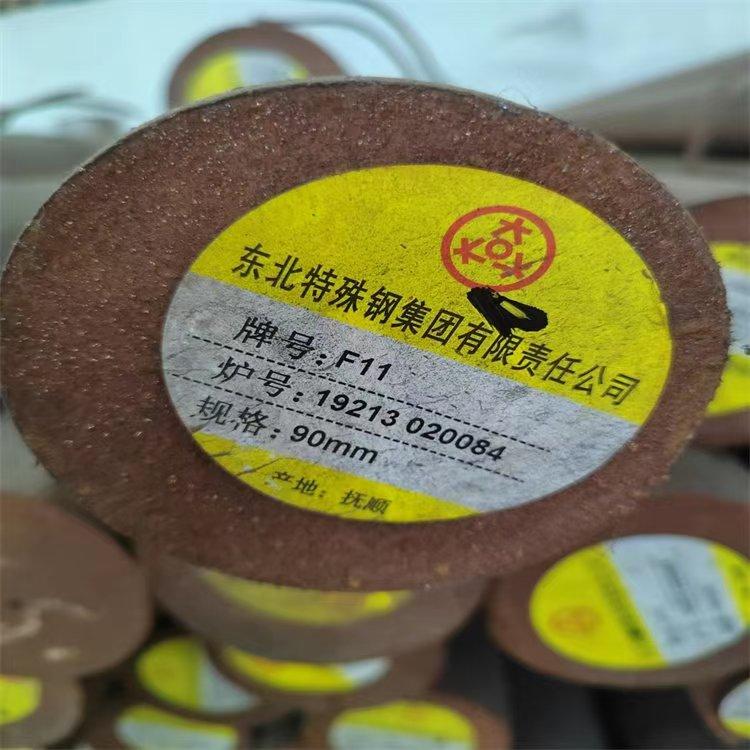 东北特殊钢集团有限责任公司
牌号: F11
炉号: 19213 020084
规格: 90mm
产地: 抚顺